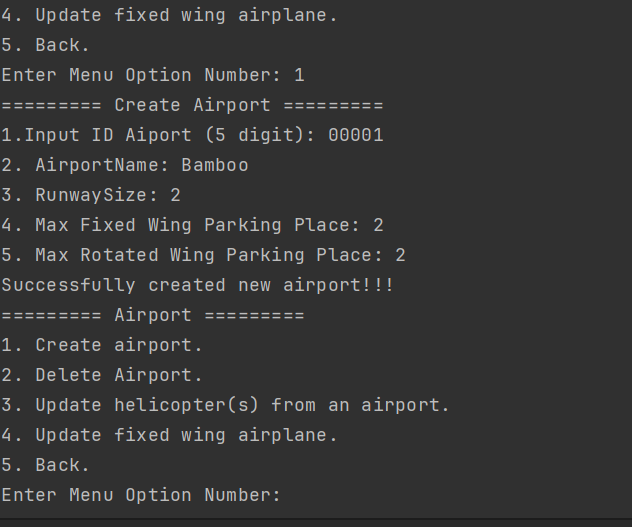 4. Update fixed wing airplane.
5. Back.
Enter Menu Option Number: 1
========= Create Airport =========
1.Input ID Aiport (5 digit): 00001
2. AirportName: Bamboo
3. RunwaySize: 2
4. Max Fixed Wing Parking Place: 2
5. Max Rotated Wing Parking Place: 2
Successfully created new airport!!!
========= Airport =========
1. Create airport.
2. Delete Airport.
3. Update helicopter(s) from an airport.
4. Update fixed wing airplane.
5. Back.
Enter Menu Option Number: